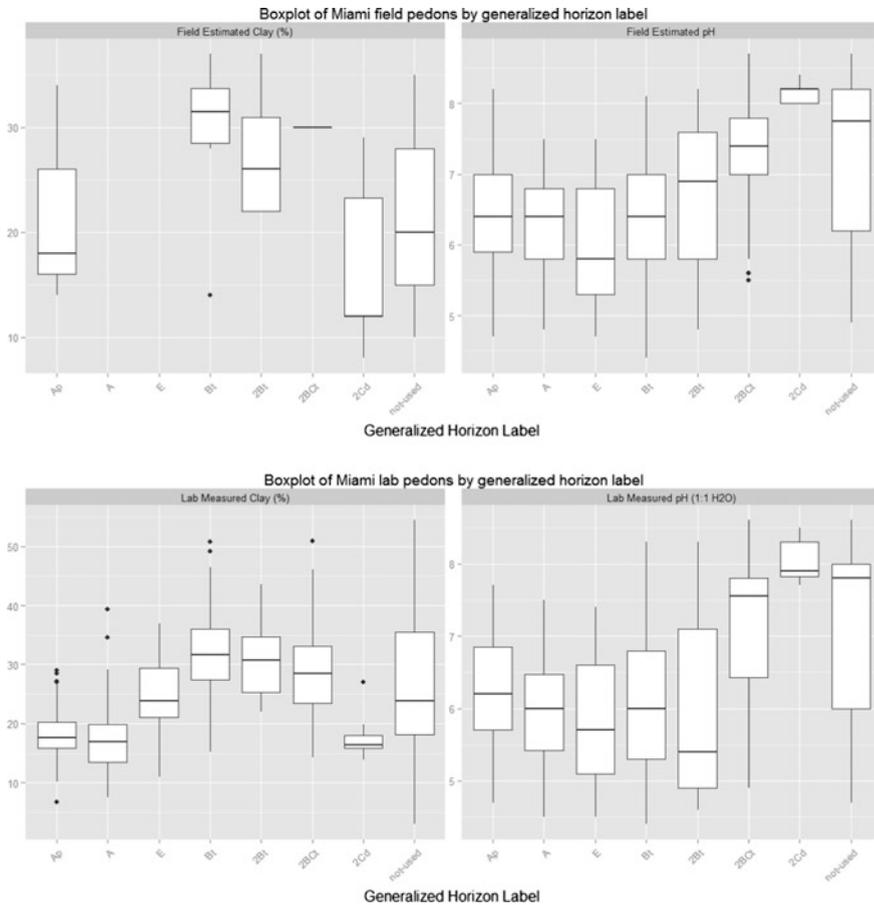 Boxplot of Miami field pedons by generalized horizon label
Field Estimated Clay (%)
Field Estimated pH
30
20
10
8
7
6
5
Ap A E Bt 2Bt 2BCt 2Cd not-used
Ap A E Bt 2Bt 2BCt 2Cd not-used
Generalized Horizon Label
Boxplot of Miami lab pedons by generalized horizon label
Lab Measured Clay (%)
Lab Measured pH (1:1 H2O)
50
40
30
20
10
8
7
6
5
Ap A E Bt 2Bt 2BCt 2Cd not-used
Ap A E Bt 2Bt 2BCt 2Cd not-used
Generalized Horizon Label